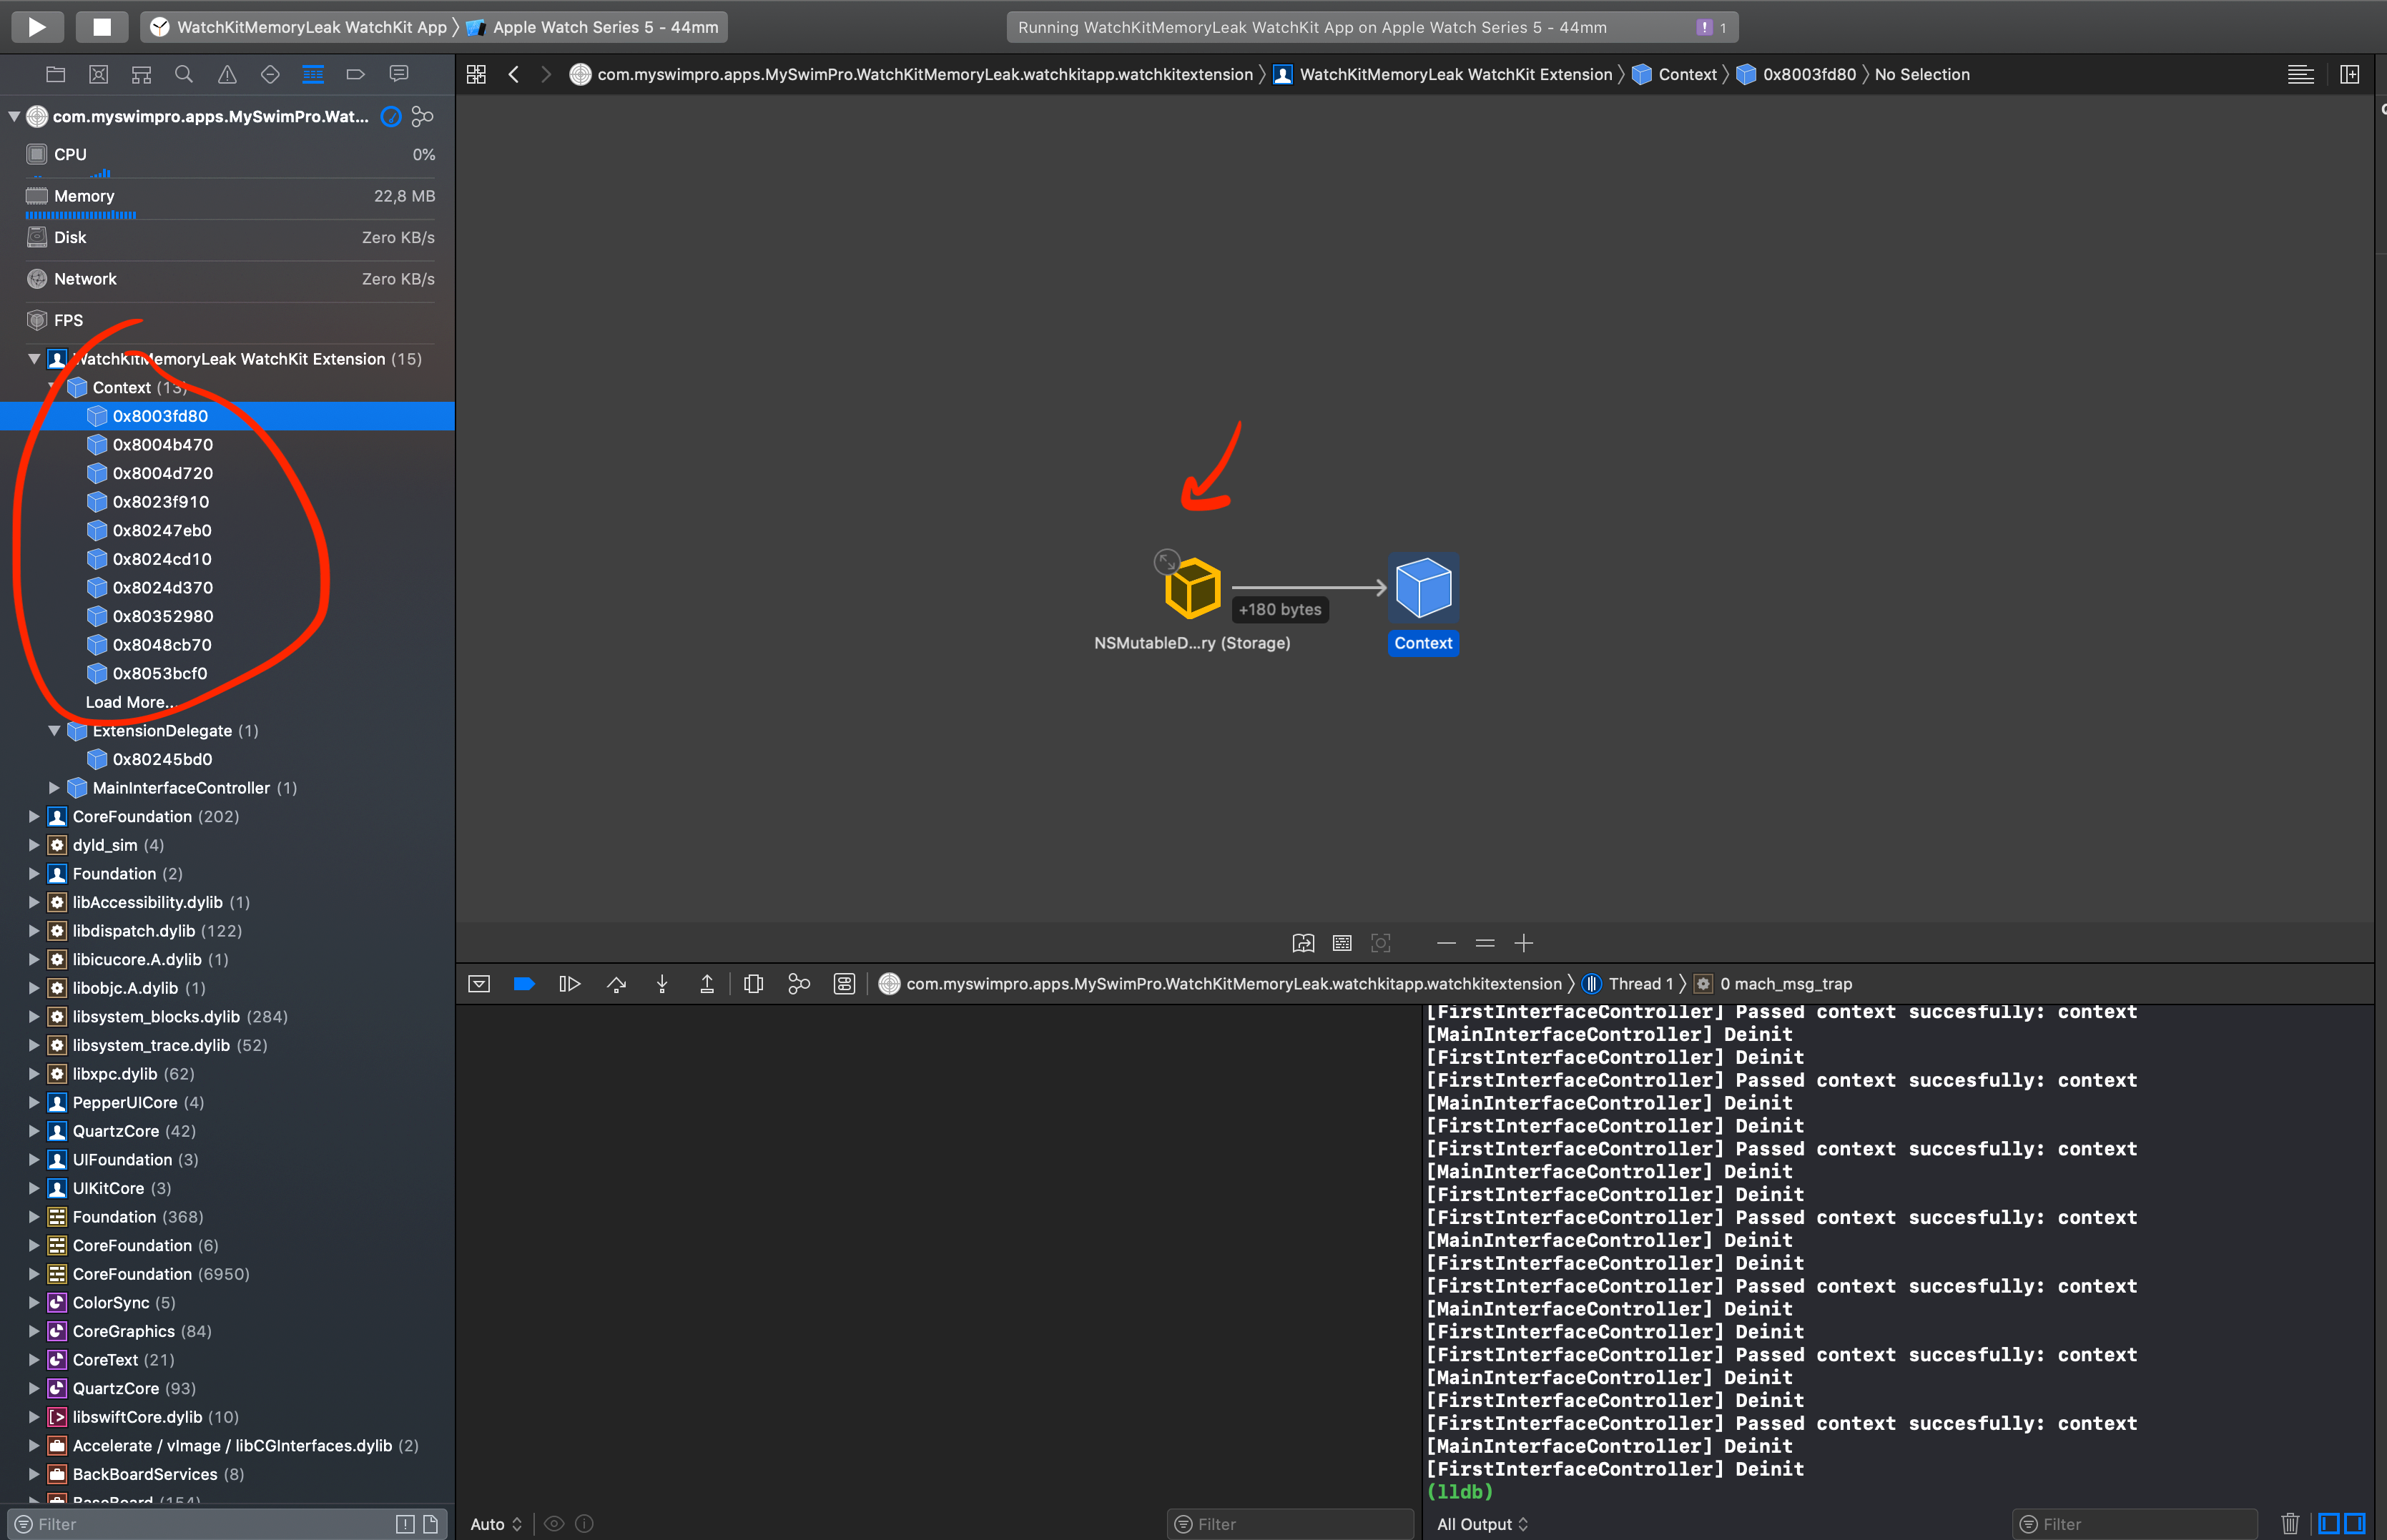 WatchKitMemoryLeak WatchKit App 〉 Apple Watch Series 5 - 44mm
Running WatchKitMemoryLeak WatchKit App on Apple Watch Series 5 - 44mm
1
com.myswimpro.apps.MySwimPro.WatchKitMemoryLeak.watchkitapp.watchkitextension 〉 WatchKitMemoryLeak WatchKit Extension 〉 Context 〉 0x8003fd80 〉 No Selection
com.myswimpro.apps.MySwimPro.Wat...
CPU 0%
Memory 22,8 MB
Disk Zero KB/s
Network Zero KB/s
FPS
WatchKitMemoryLeak WatchKit Extension (15)
Context (13)
0x8003fd80
0x8004b470
0x8004d720
0x8023f910
0x80247eb0
0x8024cd10
0x8024d370
0x80352980
0x8048cb70
0x8053bcf0
Load More...
ExtensionDelegate (1)
0x80245bd0
MainInterfaceController (1)
CoreFoundation (202)
dyld_sim (4)
Foundation (2)
libAccessibility.dylib (1)
libdispatch.dylib (122)
libicucore.A.dylib (1)
libobjc.A.dylib (1)
libsystem_blocks.dylib (284)
libsystem_trace.dylib (52)
libxpc.dylib (62)
PepperUICore (4)
QuartzCore (42)
UIFoundation (3)
UIKitCore (3)
Foundation (368)
CoreFoundation (6)
CoreFoundation (6950)
ColorSync (5)
CoreGraphics (84)
CoreText (21)
QuartzCore (93)
libswiftCore.dylib (10)
Accelerate / vImage / libCGInterfaces.dylib (2)
BackBoardServices (8)
BaseBoard (154)
Filter
+180 bytes
NSMutableD...ry (Storage)
Context
com.myswimpro.apps.MySwimPro.WatchKitMemoryLeak.watchkitapp.watchkitextension 〉 Thread 1 〉 0 mach_msg_trap
[FirstInterfaceController] Passed context succesfully: context
[MainInterfaceController] Deinit
[FirstInterfaceController] Deinit
[FirstInterfaceController] Passed context succesfully: context
[MainInterfaceController] Deinit
[FirstInterfaceController] Deinit
[FirstInterfaceController] Passed context succesfully: context
[MainInterfaceController] Deinit
[FirstInterfaceController] Deinit
[FirstInterfaceController] Passed context succesfully: context
[MainInterfaceController] Deinit
[FirstInterfaceController] Deinit
[FirstInterfaceController] Passed context succesfully: context
[MainInterfaceController] Deinit
[FirstInterfaceController] Deinit
[FirstInterfaceController] Passed context succesfully: context
[MainInterfaceController] Deinit
[FirstInterfaceController] Deinit
[FirstInterfaceController] Passed context succesfully: context
[MainInterfaceController] Deinit
[FirstInterfaceController] Deinit
(lldb)
Auto
Filter
All Output
Filter